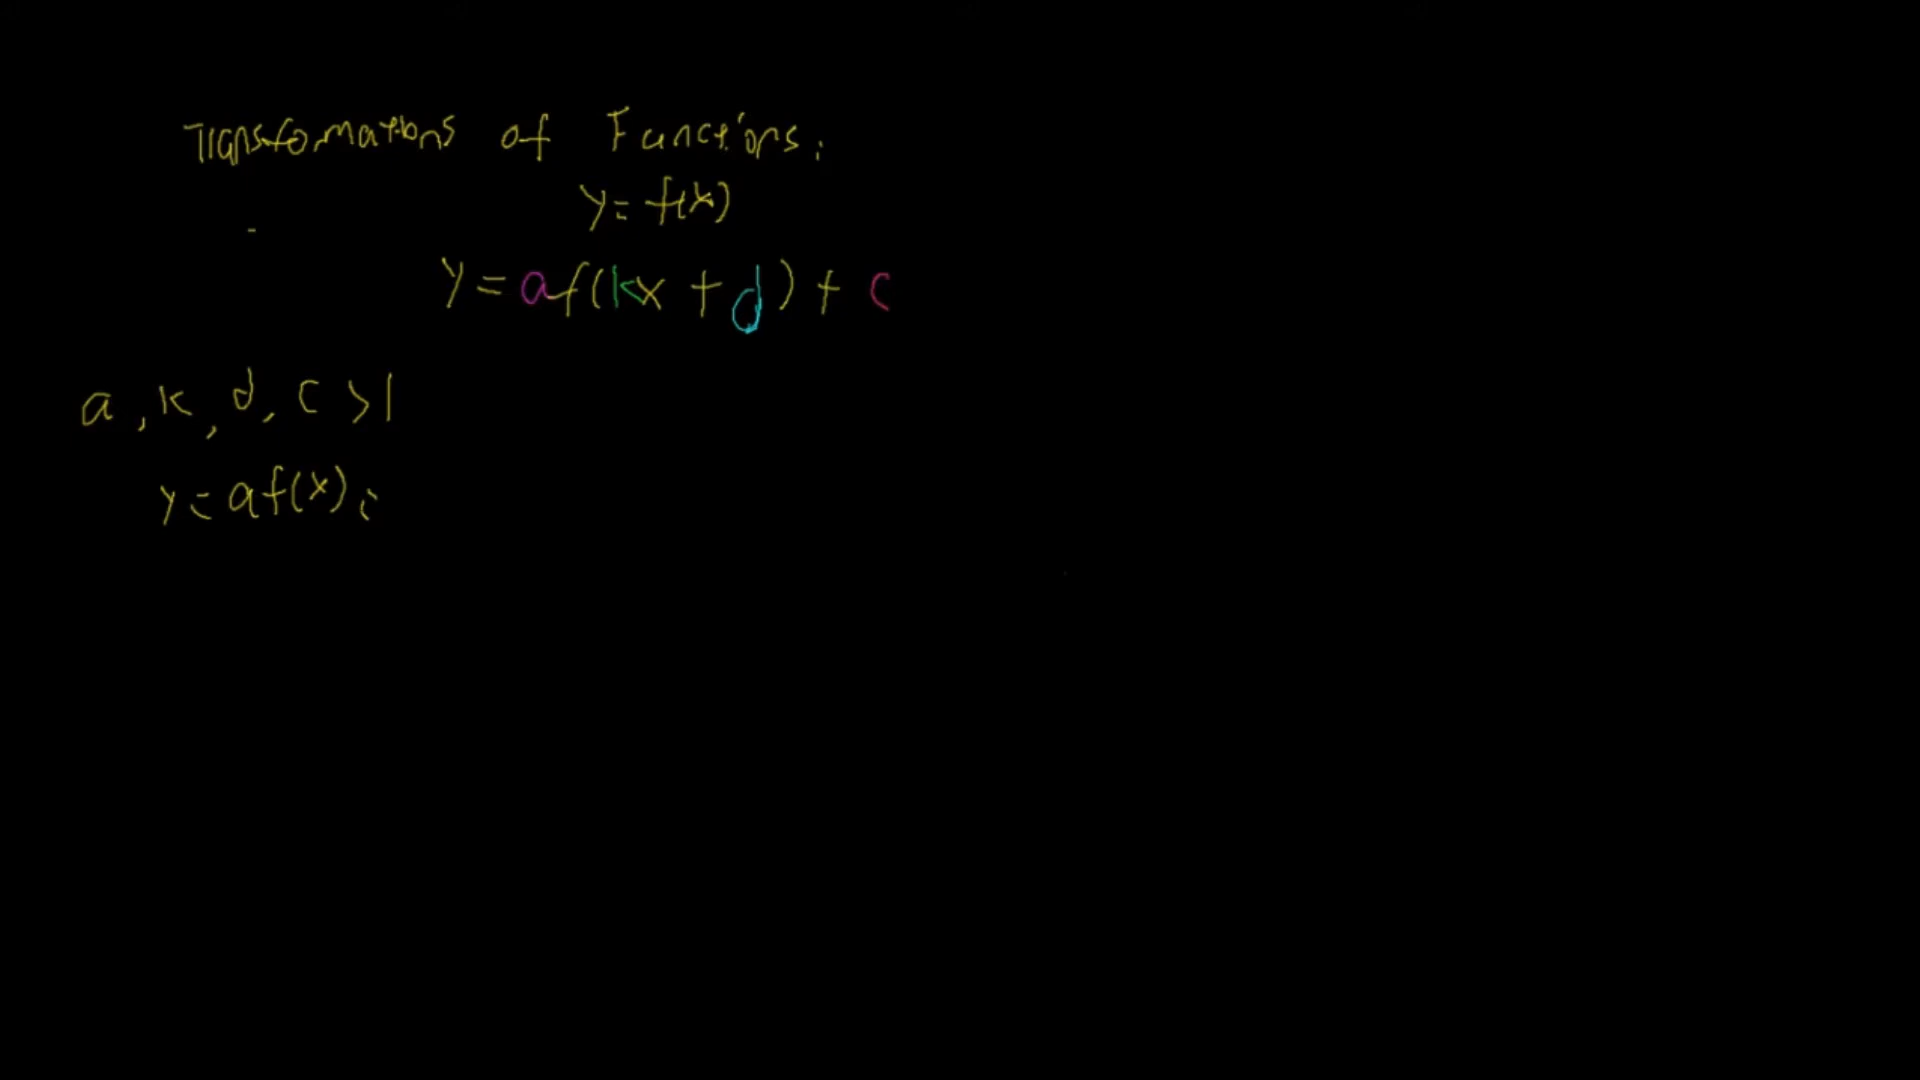 Transformations of Functions:
y = f(x)
y = af(kx + d) + c
a, k, d, c > 1
y = af(x):